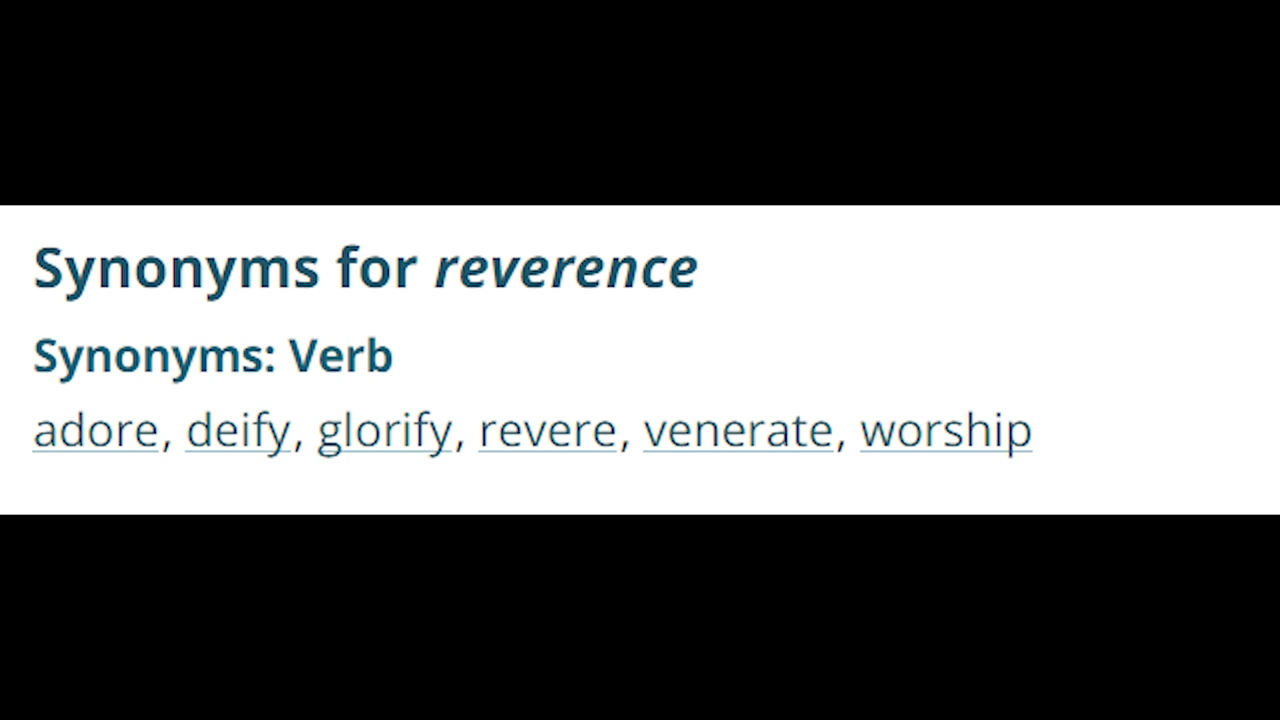 Synonyms for reverence
Synonyms: Verb
adore, deify, glorify, revere, venerate, worship